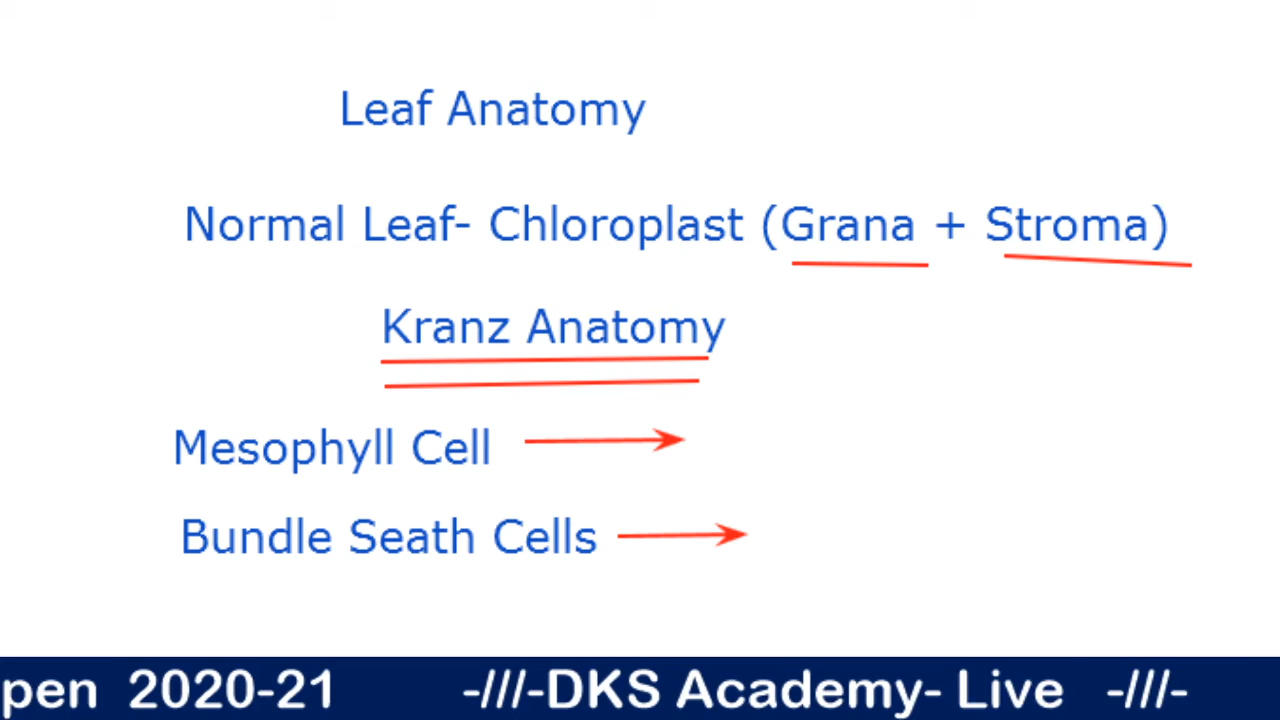 Leaf Anatomy
Normal Leaf- Chloroplast (Grana + Stroma)
Kranz Anatomy
Mesophyll Cell
Bundle Seath Cells
pen 2020-21 -///-DKS Academy- Live -///-